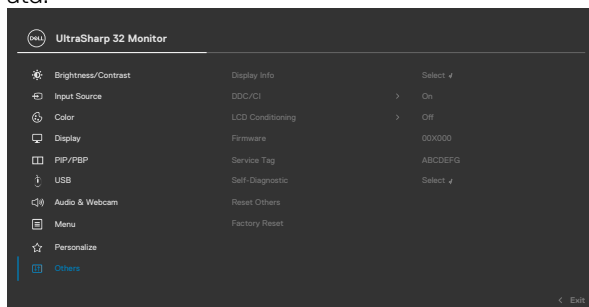 atd.
DELL UltraSharp 32 Monitor
Brightness/Contrast Display Info Select
Input Source DDC/CI > On
Color LCD Conditioning > Off
Display Firmware 00X000
PIP/PBP Service Tag ABCDEFG
USB Self-Diagnostic Select
Audio & Webcam Reset Others
Menu Factory Reset
Personalize
Others
< Exit